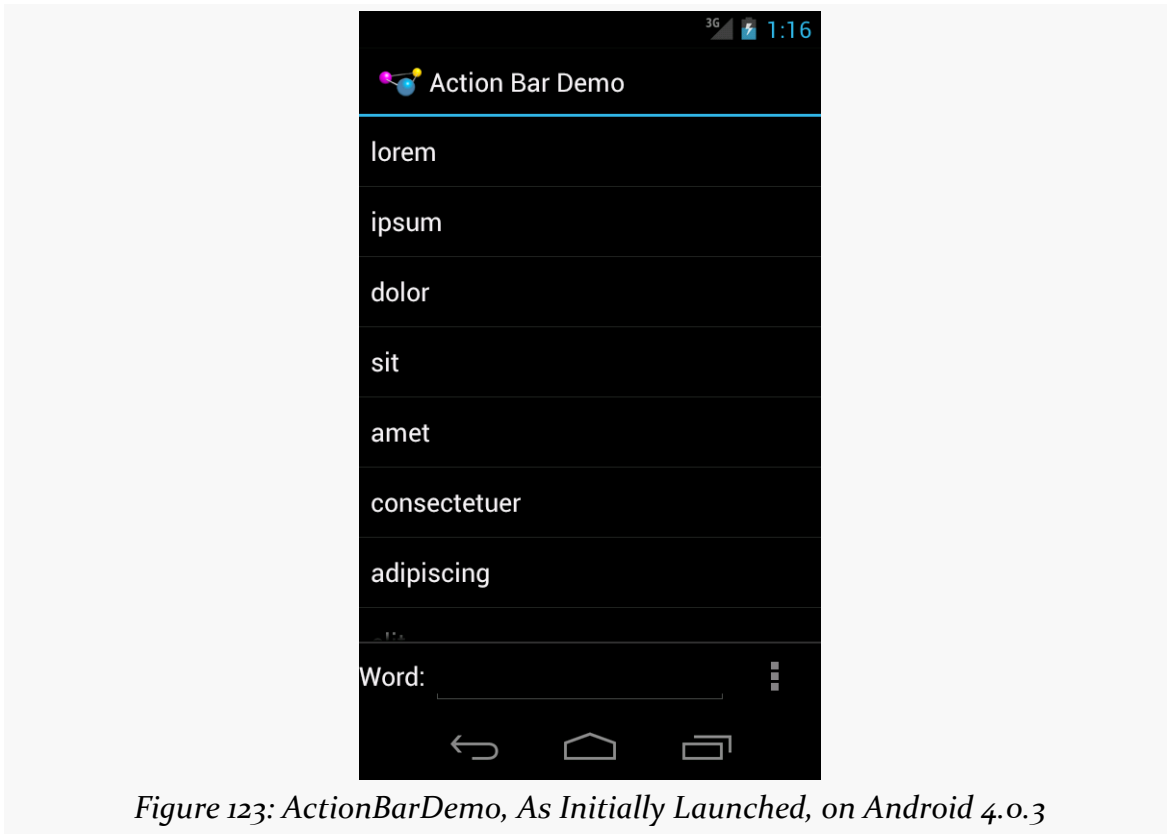 3G 1:16
Action Bar Demo
lorem
ipsum
dolor
sit
amet
consectetuer
adipiscing
Word:
Figure 123: ActionBarDemo, As Initially Launched, on Android 4.0.3